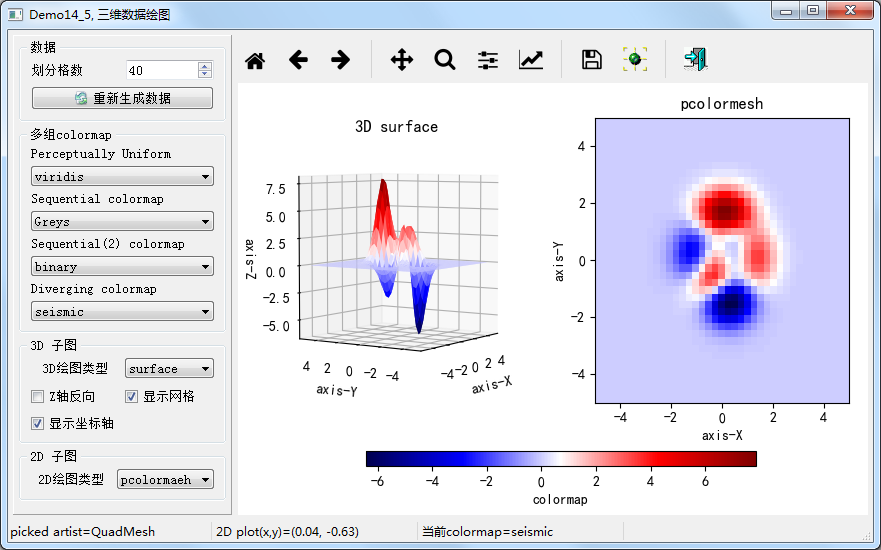 Demo14_5, 三维数据绘图
数据
划分格数 40
重新生成数据
多组colormap
Perceptually Uniform
viridis
Sequential colormap
Greys
Sequential(2) colormap
binary
Diverging colormap
seismic
3D 子图
3D绘图类型 surface
Z轴反向 显示网格
显示坐标轴
2D 子图
2D绘图类型 pcolormaeh
3D surface
7.5
5.0
2.5
0.0
−2.5
−5.0
axis-Z
4 2 0 −2 −4
axis-Y
−4 −2 0 2 4
axis-X
pcolormesh
4
2
0
−2
−4
axis-Y
−4 −2 0 2 4
axis-X
−6 −4 −2 0 2 4 6
colormap
picked artist=QuadMesh 2D plot(x,y)=(0.04, -0.63) 当前colormap=seismic